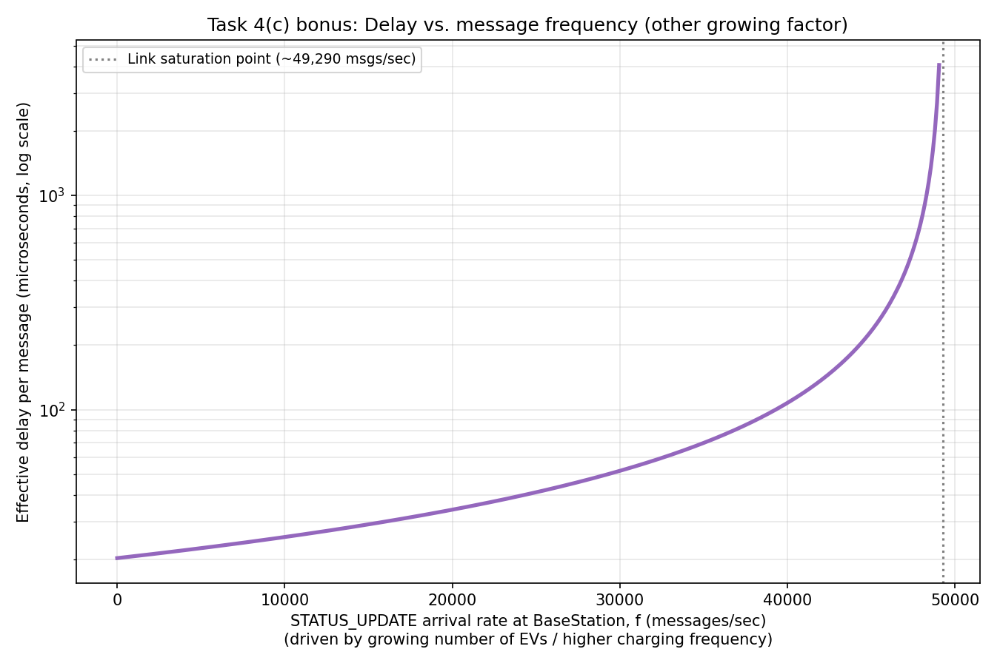 Task 4(c) bonus: Delay vs. message frequency (other growing factor)
Link saturation point (~49,290 msgs/sec)
Effective delay per message (microseconds, log scale)
10³
10²
0 10000 20000 30000 40000 50000
STATUS_UPDATE arrival rate at BaseStation, f (messages/sec)
(driven by growing number of EVs / higher charging frequency)